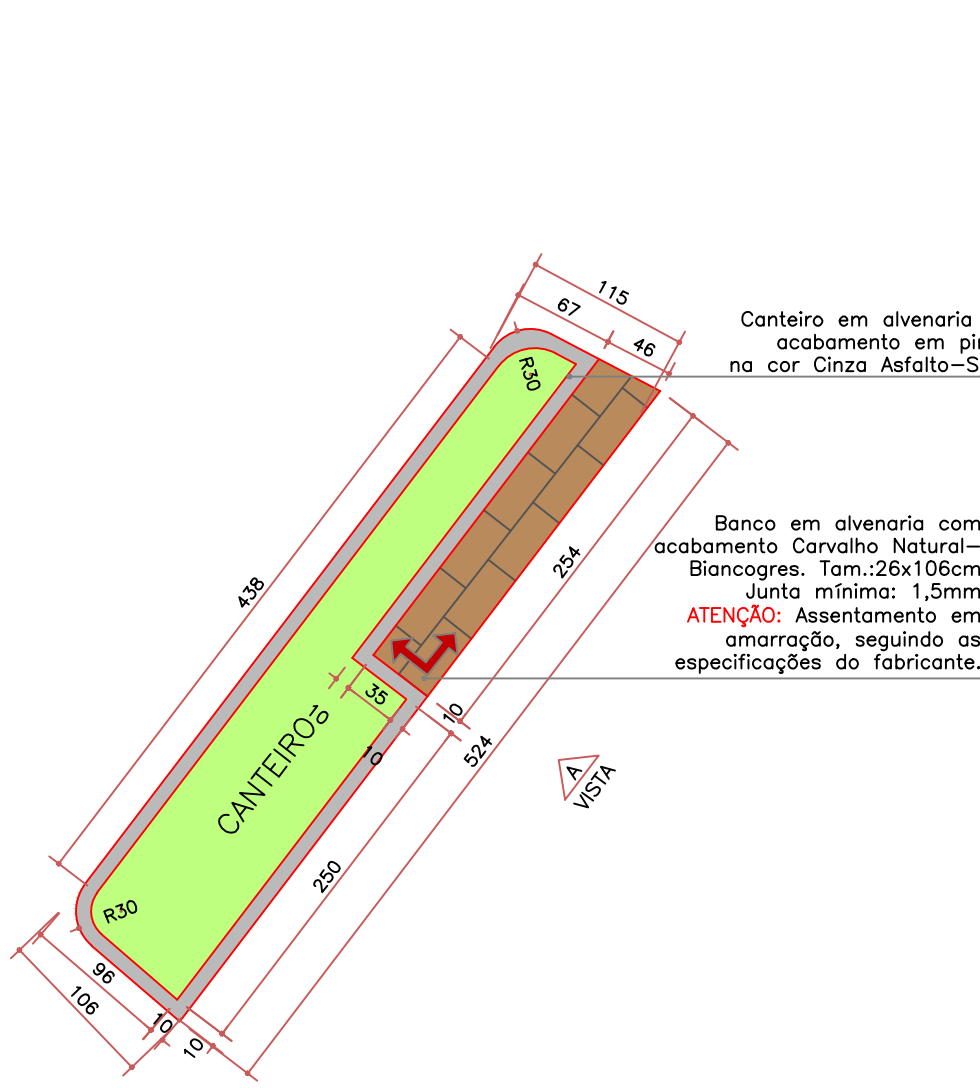 115
67
46
R30
Canteiro em alvenaria
acabamento em pi
na cor Cinza Asfalto-S
438
254
Banco em alvenaria com
acabamento Carvalho Natural-
Biancogres. Tam.:26x106cm
Junta mínima: 1,5mm
ATENÇÃO: Assentamento em
amarração, seguindo as
especificações do fabricante.
35
10
10
10
524
CANTEIRO
A
VISTA
250
R30
96
106
10
10